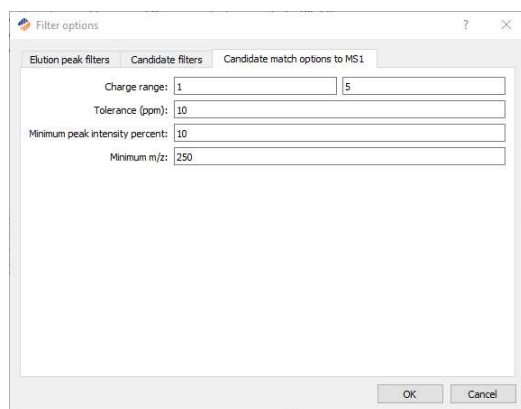 Filter options
Elution peak filters Candidate filters Candidate match options to MS1
Charge range: 1 5
Tolerance (ppm): 10
Minimum peak intensity percent: 10
Minimum m/z: 250
OK Cancel